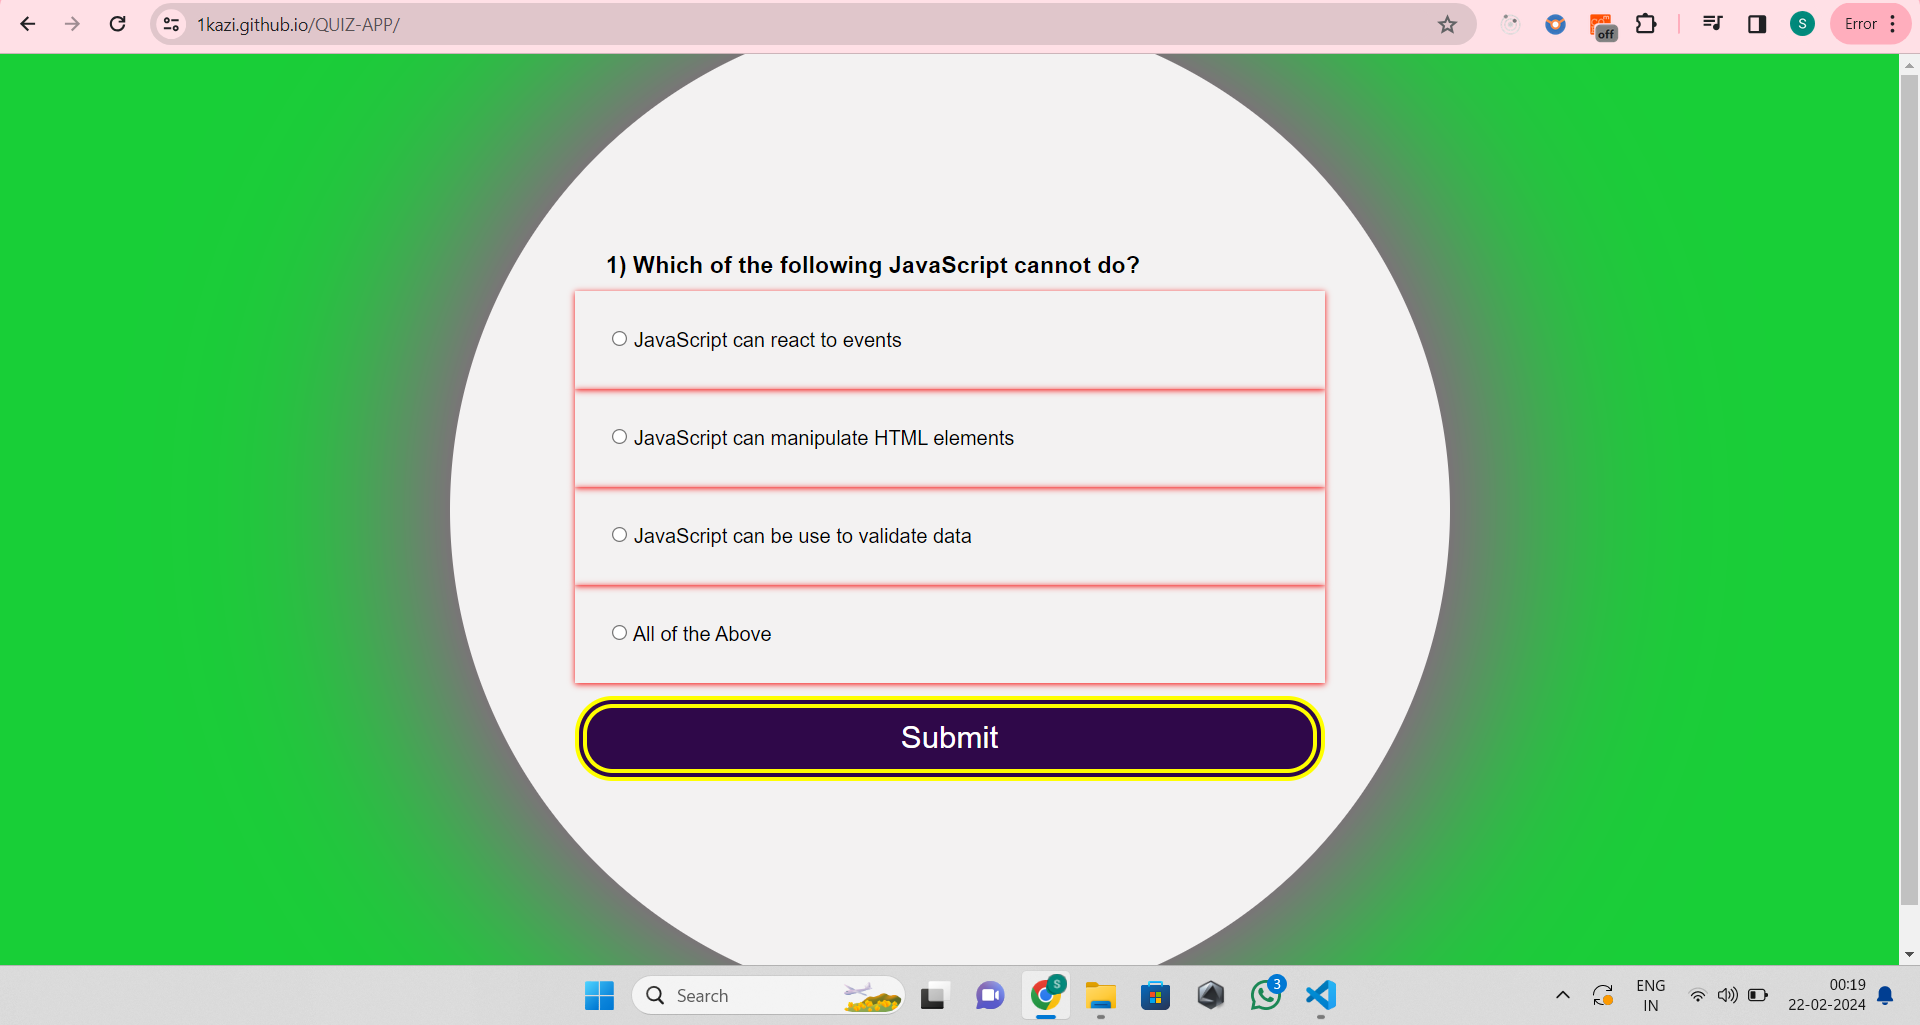 1kazi.github.io/QUIZ-APP/
off
S
Error
1) Which of the following JavaScript cannot do?
JavaScript can react to events
JavaScript can manipulate HTML elements
JavaScript can be use to validate data
All of the Above
Submit
Search
S
3
ENG
IN
00:19
22-02-2024